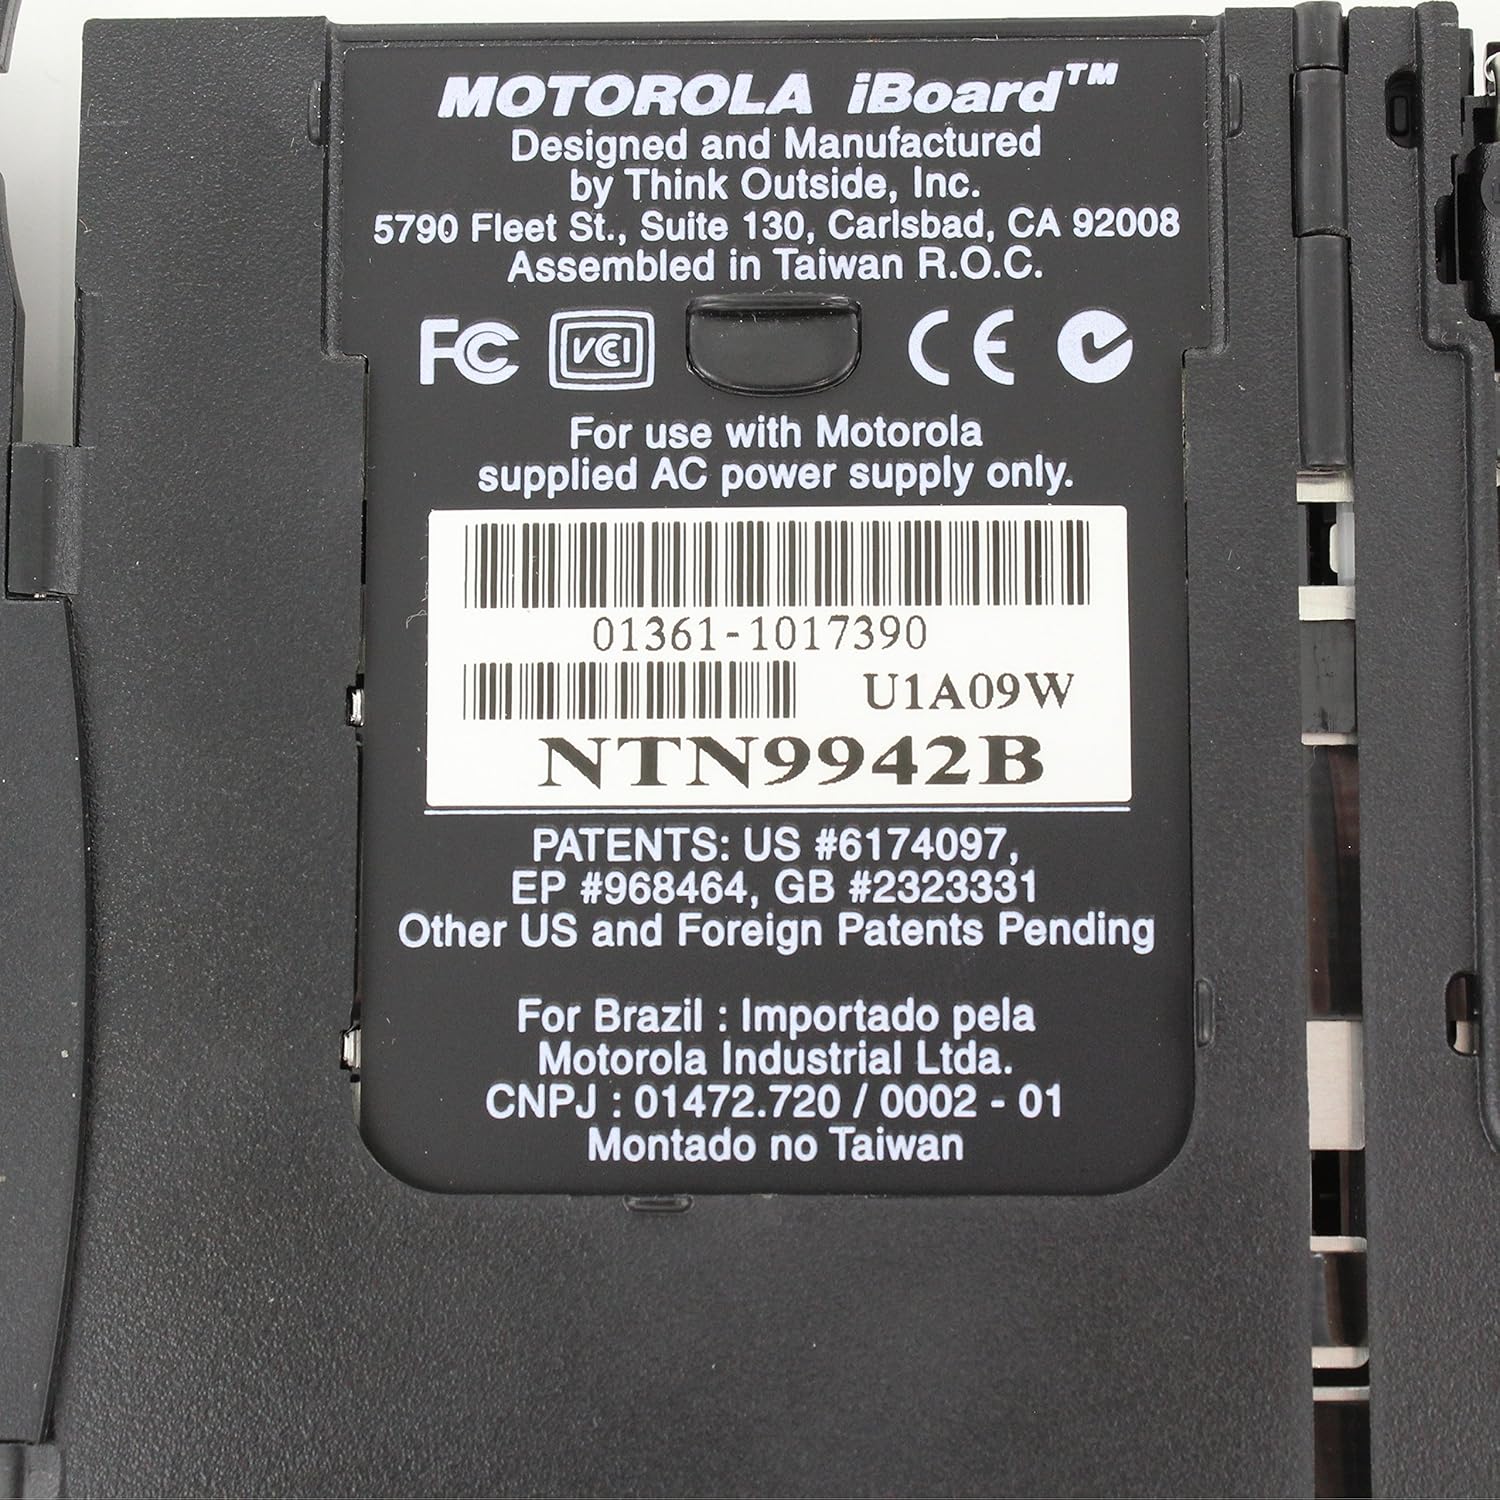 MOTOROLA iBoard™
Designed and Manufactured
by Think Outside, Inc.
5790 Fleet St., Suite 130, Carlsbad, CA 92008
Assembled in Taiwan R.O.C.
FC VCCI CE
For use with Motorola
supplied AC power supply only.
01361-1017390
U1A09W
NTN9942B
PATENTS: US #6174097,
EP #968464, GB #2323331
Other US and Foreign Patents Pending
For Brazil : Importado pela
Motorola Industrial Ltda.
CNPJ : 01472.720 / 0002 - 01
Montado no Taiwan